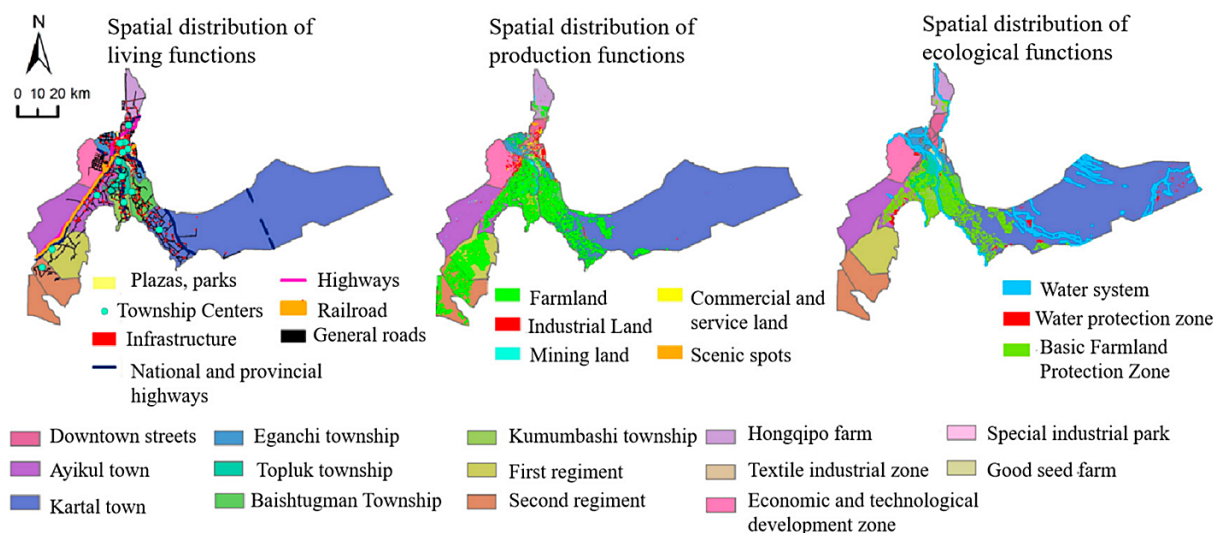 N
0 10 20 km
Spatial distribution of
living functions
Plazas, parks
Township Centers
Infrastructure
National and provincial
highways
Highways
Railroad
General roads
Spatial distribution of
production functions
Farmland
Industrial Land
Mining land
Commercial and
service land
Scenic spots
Spatial distribution of
ecological functions
Water system
Water protection zone
Basic Farmland
Protection Zone
Downtown streets
Ayikul town
Kartal town
Eganchi township
Topluk township
Baishtugman Township
Kumumbashi township
First regiment
Second regiment
Hongqipo farm
Textile industrial zone
Economic and technological
development zone
Special industrial park
Good seed farm